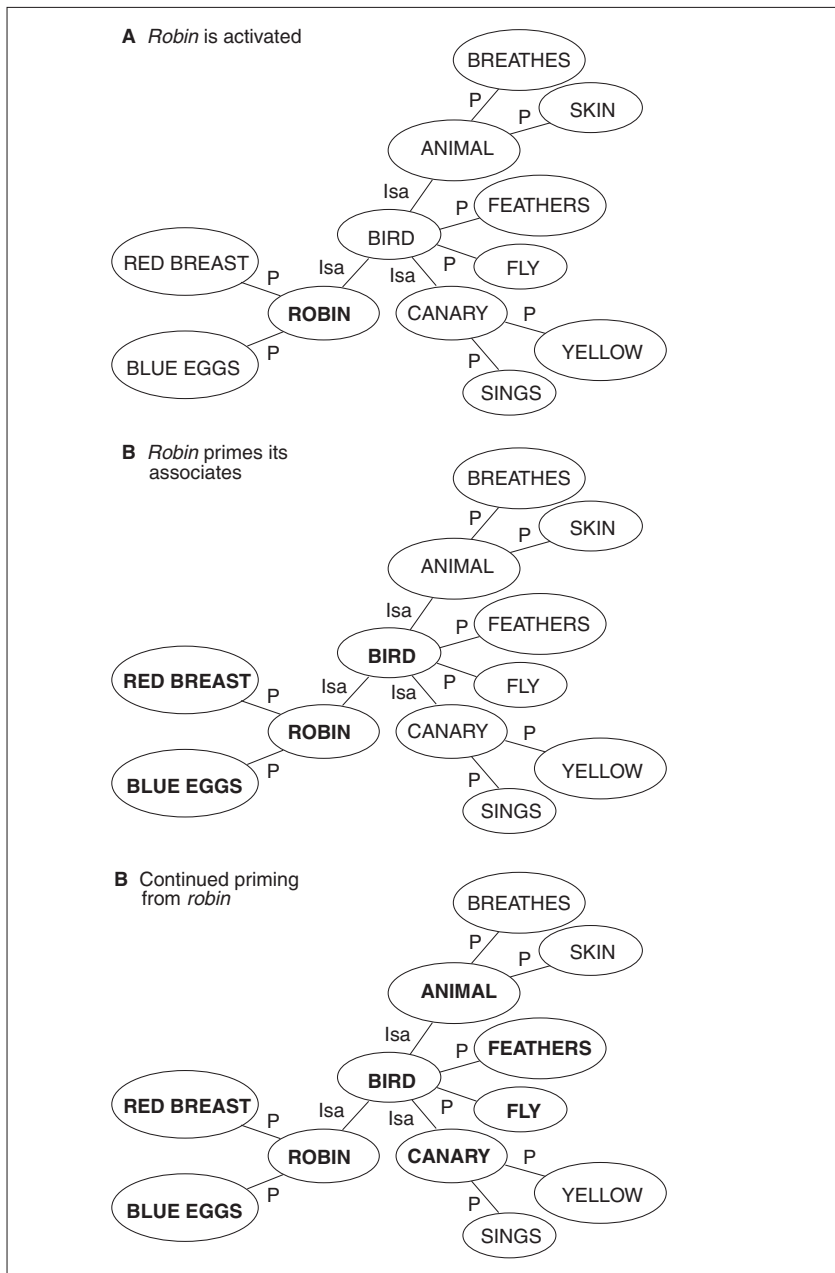 A Robin is activated
BREATHES
P
P
SKIN
ANIMAL
Isa
P
FEATHERS
BIRD
RED BREAST
P
Isa
Isa
P
FLY
ROBIN
CANARY
P
BLUE EGGS
P
YELLOW
P
SINGS
B Robin primes its
associates
BREATHES
P
P
SKIN
ANIMAL
Isa
P
FEATHERS
BIRD
RED BREAST
P
Isa
Isa
P
FLY
ROBIN
CANARY
P
BLUE EGGS
P
YELLOW
P
SINGS
B Continued priming
from robin
BREATHES
P
P
SKIN
ANIMAL
Isa
P
FEATHERS
BIRD
RED BREAST
P
Isa
Isa
P
FLY
ROBIN
CANARY
P
BLUE EGGS
P
YELLOW
P
SINGS